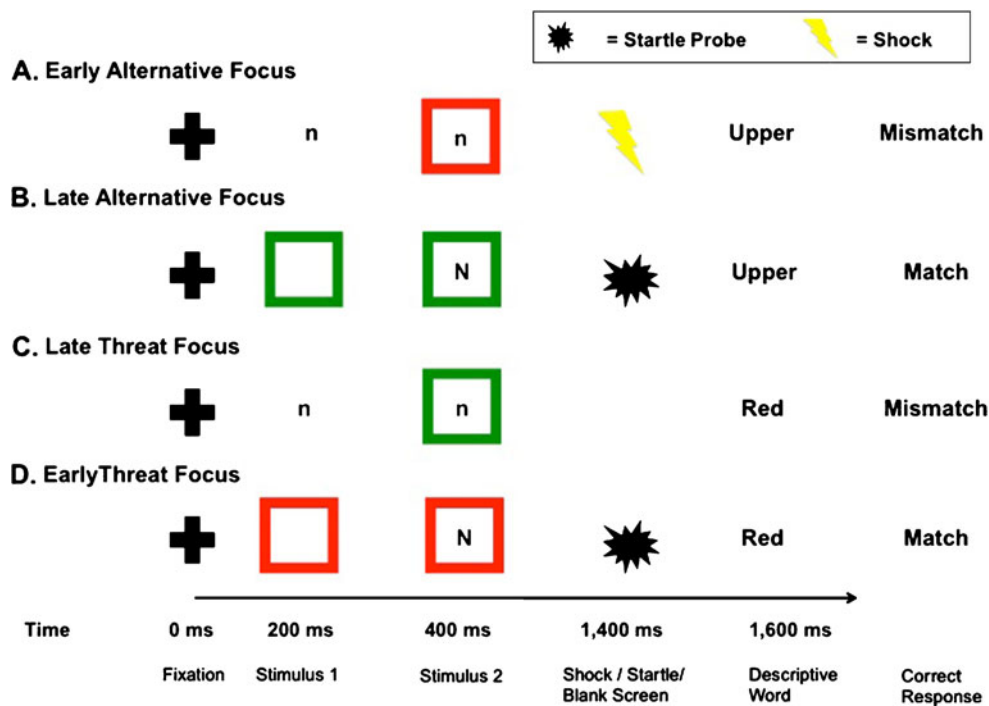 = Startle Probe = Shock
A. Early Alternative Focus
n n Upper Mismatch
B. Late Alternative Focus
N Upper Match
C. Late Threat Focus
n n Red Mismatch
D. EarlyThreat Focus
N Red Match
Time 0 ms 200 ms 400 ms 1,400 ms 1,600 ms
Fixation Stimulus 1 Stimulus 2 Shock / Startle/ Descriptive Correct
Blank Screen Word Response